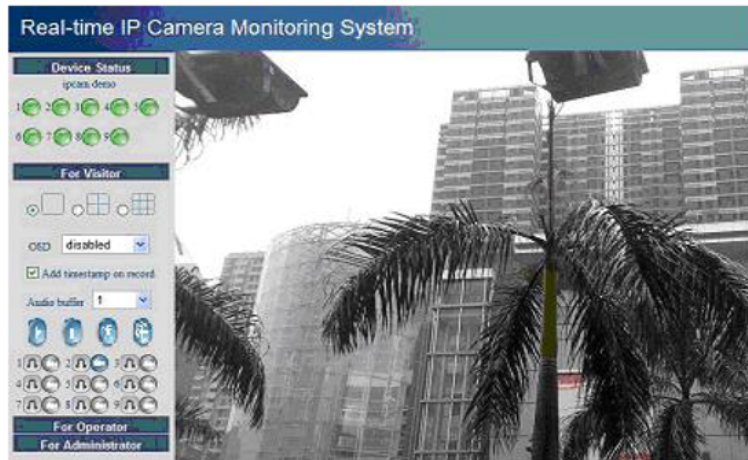 Real-time IP Camera Monitoring System
Device Status
ipcam demo
1 2 3 4 5
6 7 8 9
For Visitor
OSD disabled
Add timestamp on record
Audio buffer 1
1 2 3
4 5 6
7 8 9
For Operator
For Administrator